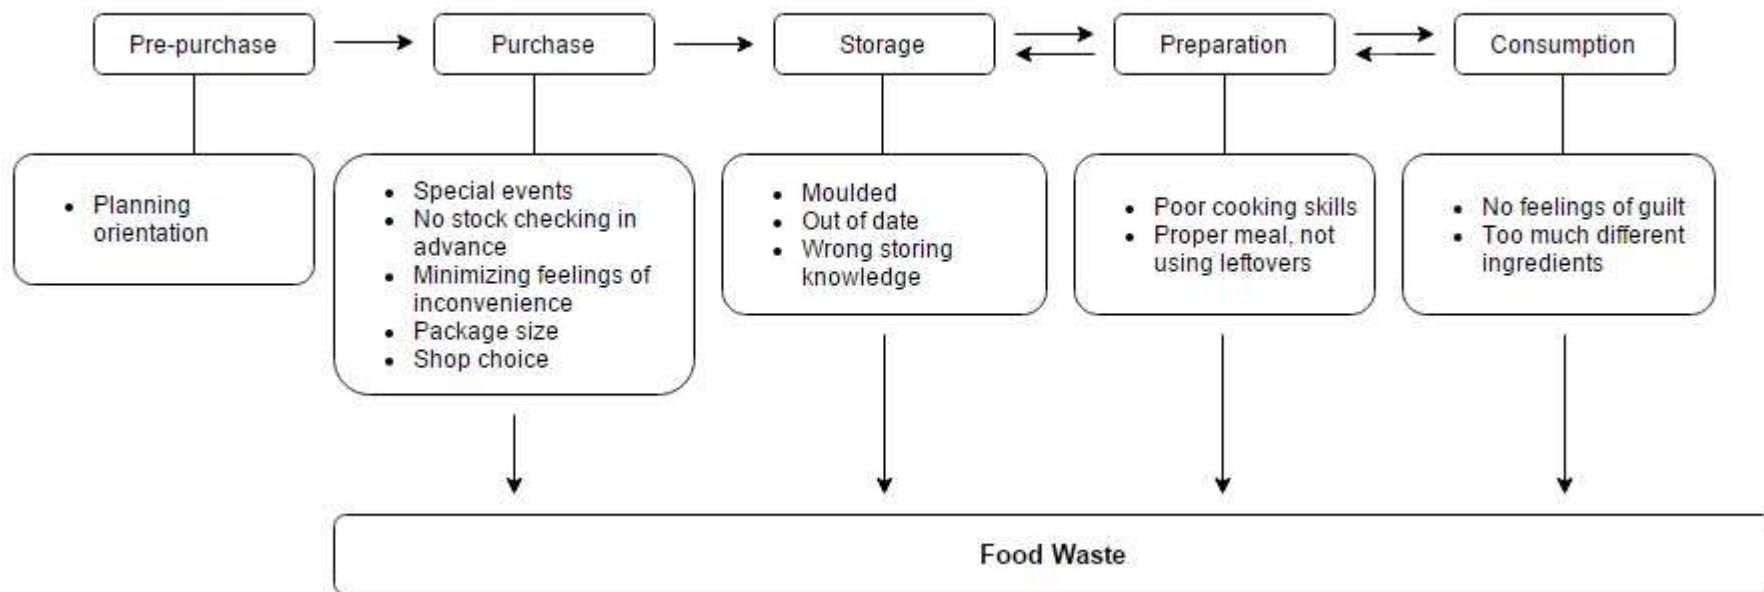 Pre-purchase
Purchase
Storage
Preparation
Consumption
• Planning
orientation
• Special events
• No stock checking in
advance
• Minimizing feelings of
inconvenience
• Package size
• Shop choice
• Moulded
• Out of date
• Wrong storing
knowledge
• Poor cooking skills
• Proper meal, not
using leftovers
• No feelings of guilt
• Too much different
ingredients
Food Waste